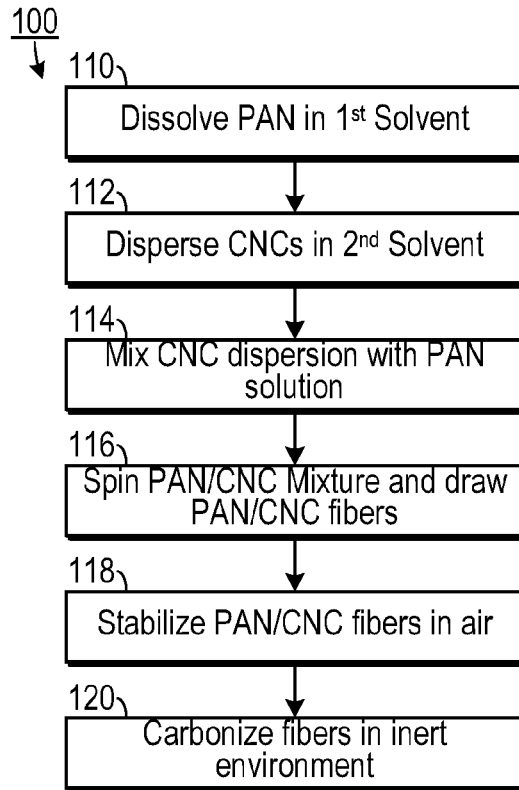 100
110
Dissolve PAN in 1st Solvent
112
Disperse CNCs in 2nd Solvent
114
Mix CNC dispersion with PAN
solution
116
Spin PAN/CNC Mixture and draw
PAN/CNC fibers
118
Stabilize PAN/CNC fibers in air
120
Carbonize fibers in inert
environment